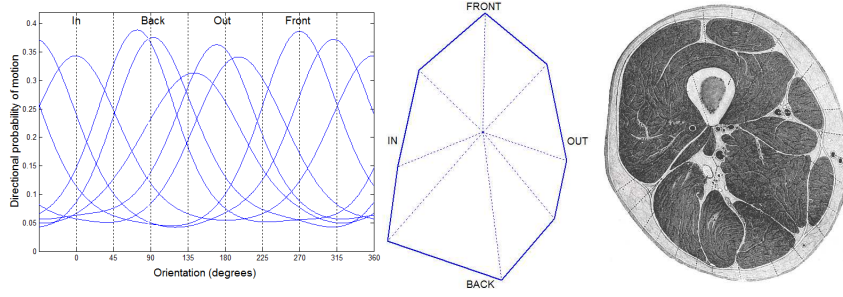 In Back Out Front
0.4
0.35
0.3
0.25
0.2
0.15
0.1
0.05
0
Directional probability of motion
0 45 90 135 180 225 270 315 360
Orientation (degrees)
FRONT
IN
OUT
BACK